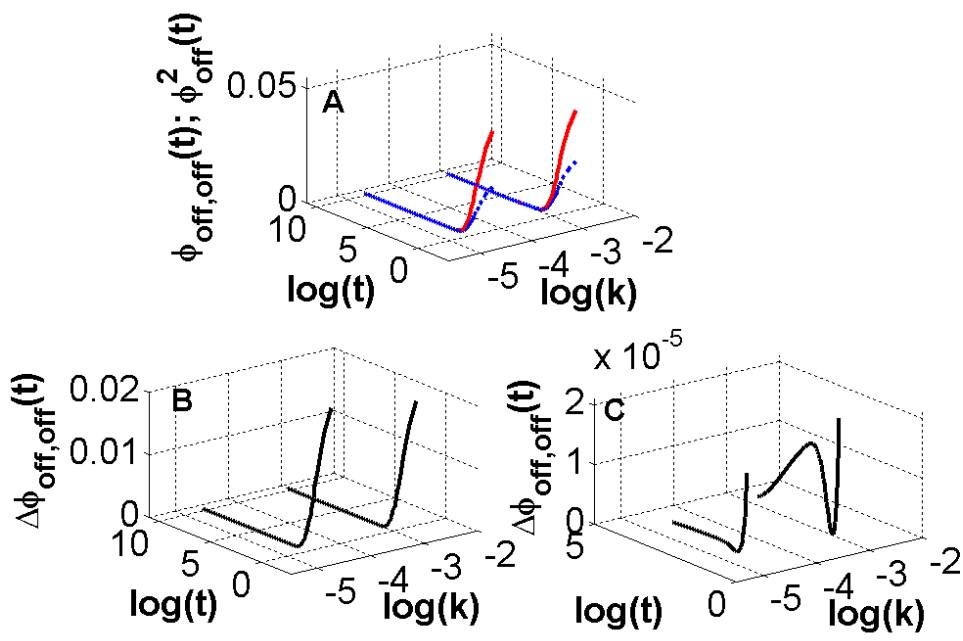 ϕoff,off(t); ϕ²off(t)
0.05
A
0
10
5
0
log(t)
-5
-4
-3
-2
log(k)
Δϕoff,off(t)
0.02
0.01
0
B
10
5
0
log(t)
-5
-4
-3
-2
log(k)
x 10⁻⁵
Δϕoff,off(t)
2
1
0
C
5
0
log(t)
-5
-4
-3
-2
log(k)